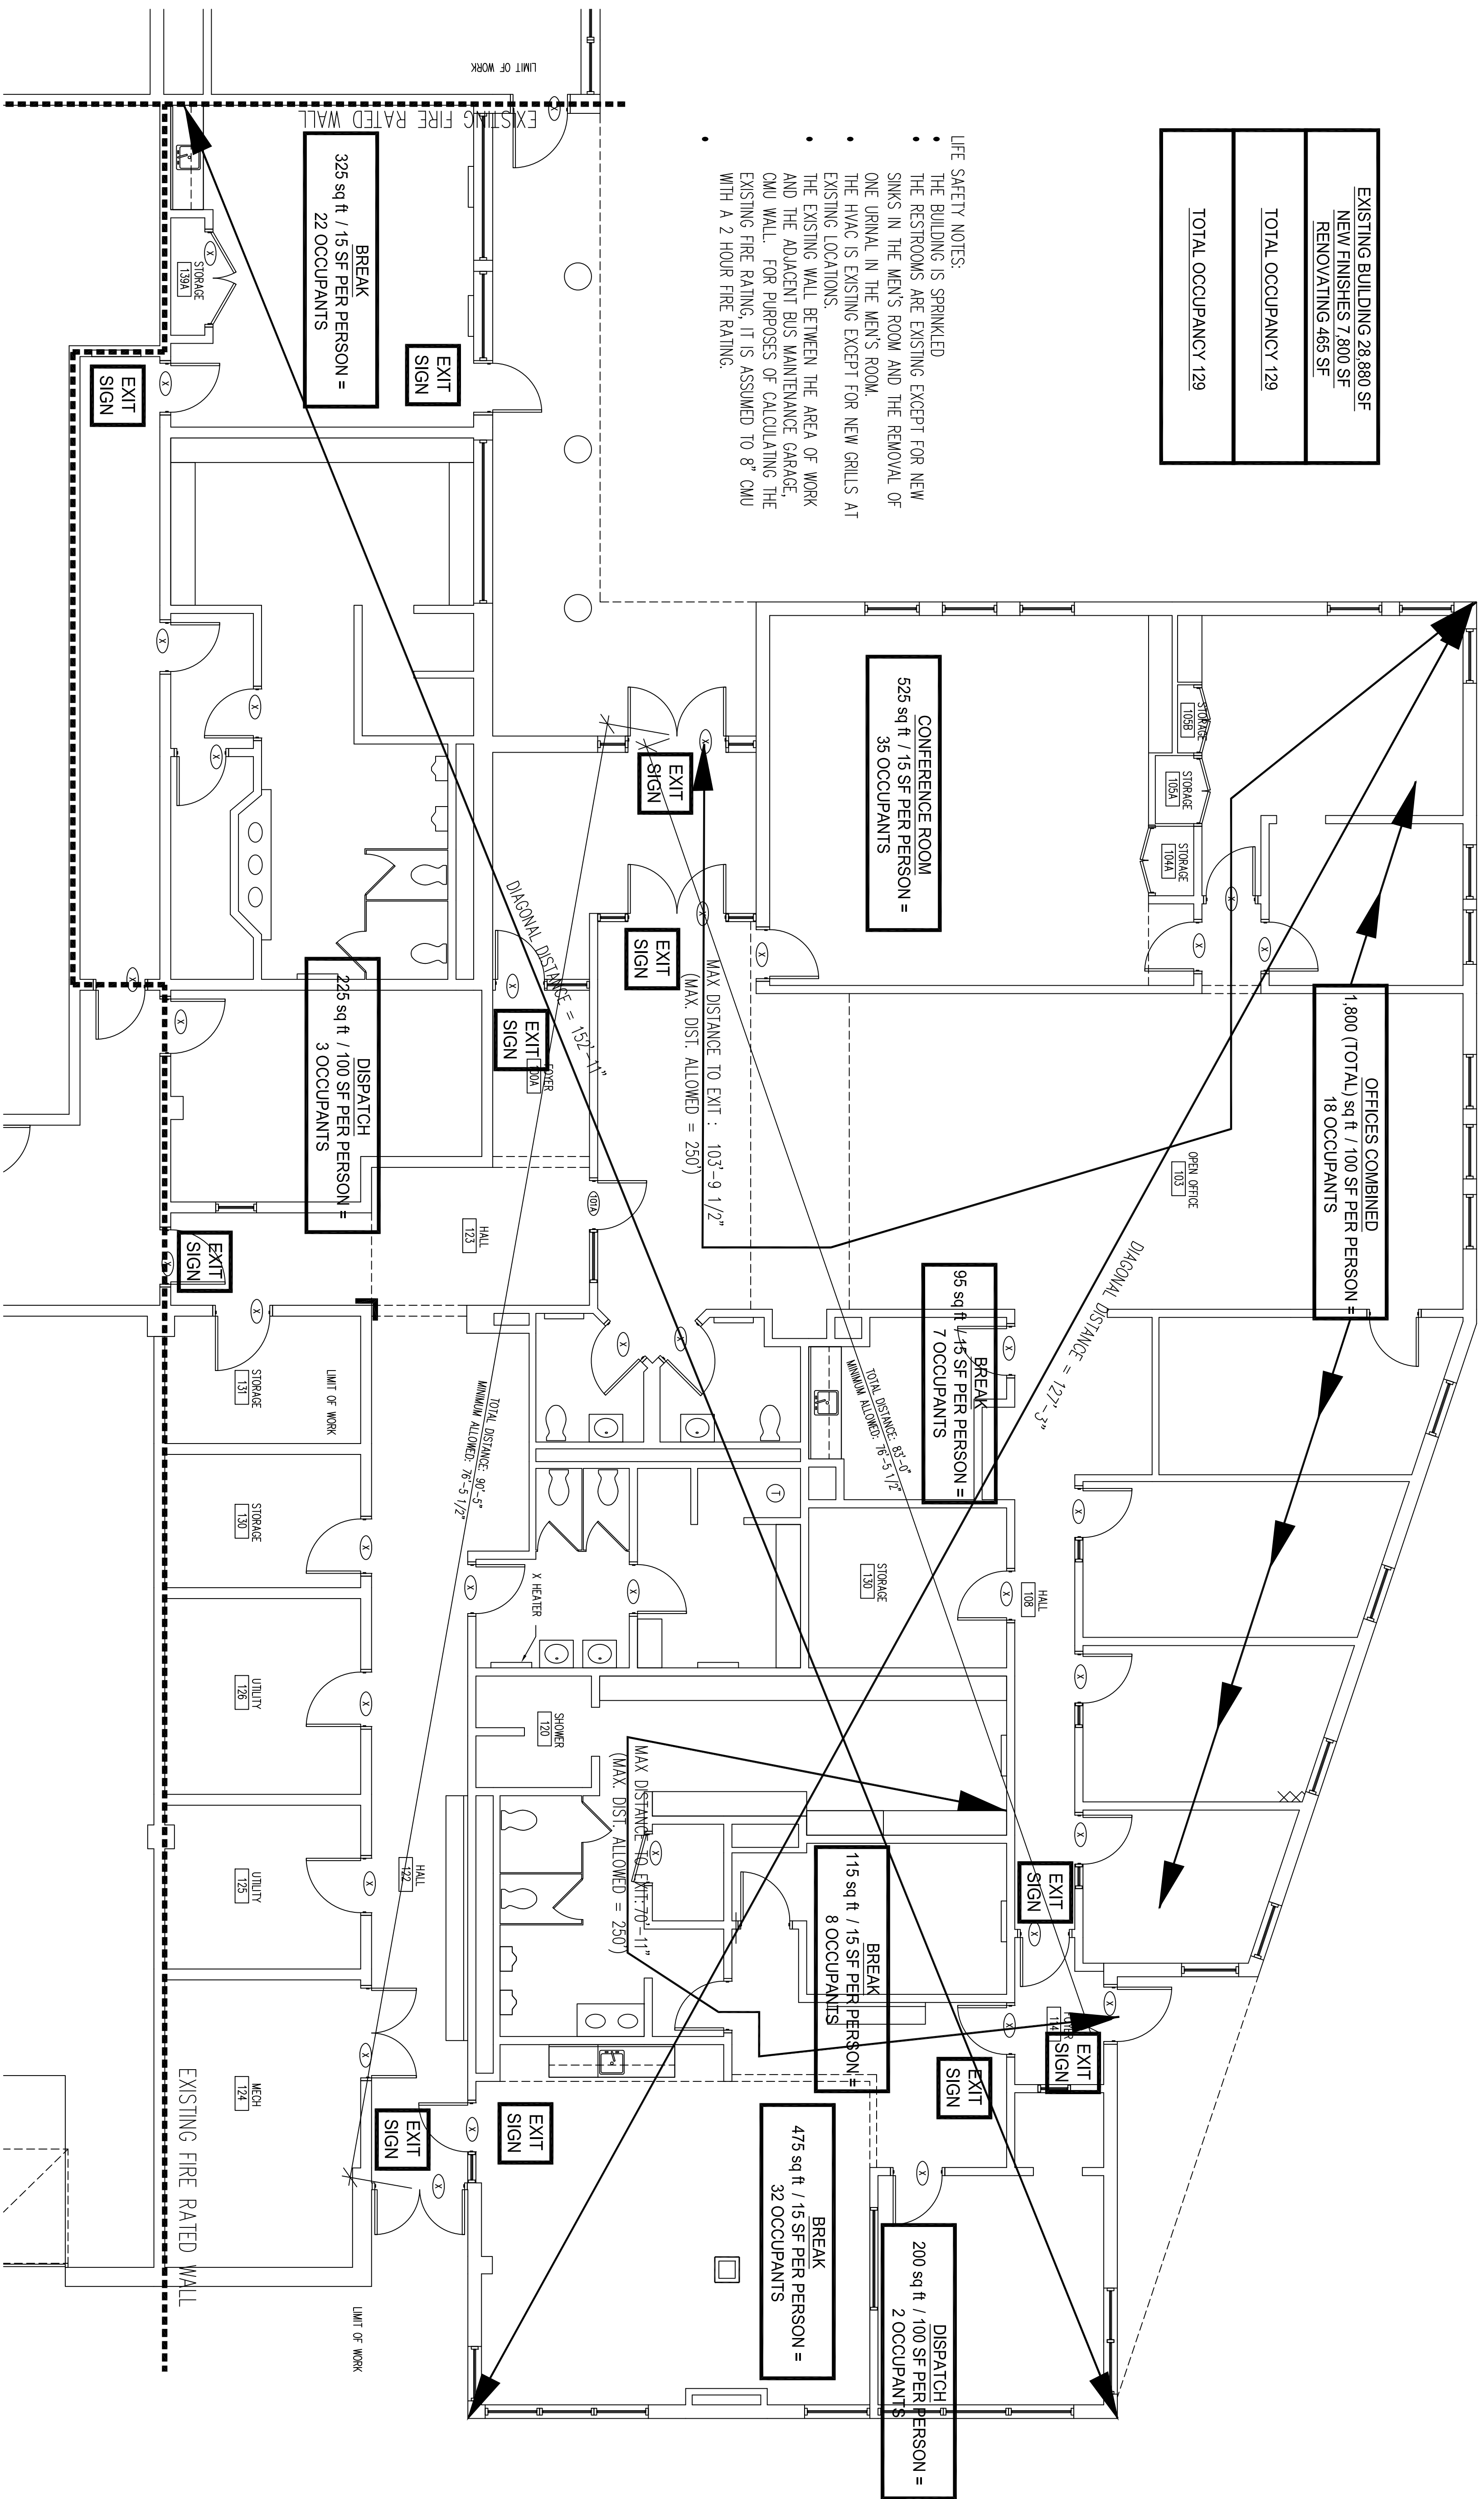 EXISTING BUILDING 28,880 SF
NEW FINISHES 7,800 SF
RENOVATING 465 SF
TOTAL OCCUPANCY 129
TOTAL OCCUPANCY 129
LIFE SAFETY NOTES:
• THE BUILDING IS SPRINKLED
• THE RESTROOMS ARE EXISTING EXCEPT FOR NEW
SINKS IN THE MEN'S ROOM AND THE REMOVAL OF
ONE URINAL IN THE MEN'S ROOM.
• THE HVAC IS EXISTING EXCEPT FOR NEW GRILLS AT
EXISTING LOCATIONS.
• THE EXISTING WALL BETWEEN THE AREA OF WORK
AND THE ADJACENT BUS MAINTENANCE GARAGE,
CMU WALL. FOR PURPOSES OF CALCULATING THE
EXISTING FIRE RATING, IT IS ASSUMED TO 8" CMU
WITH A 2 HOUR FIRE RATING.
•
LIMIT OF WORK
EXISTING FIRE RATED WALL
BREAK
325 sq ft / 15 SF PER PERSON =
22 OCCUPANTS
STORAGE
139A
X
X
X
EXIT
SIGN
EXIT
SIGN
OFFICES COMBINED
1,800 (TOTAL) sq ft / 100 SF PER PERSON =
18 OCCUPANTS
STORAGE
105B
STORAGE
105A
STORAGE
104A
X
X
X
X
CONFERENCE ROOM
525 sq ft / 15 SF PER PERSON =
35 OCCUPANTS
X
EXIT
SIGN
X
EXIT
SIGN
MAX DISTANCE TO EXIT : 103'-9 1/2"
(MAX. DIST. ALLOWED = 250')
DIAGONAL DISTANCE = 152'-11"
X
EXIT
SIGN
FOYER
100A
X
X
X
X
X
DISPATCH
225 sq ft / 100 SF PER PERSON =
3 OCCUPANTS
OPEN OFFICE
103
DIAGONAL DISTANCE = 127'-3"
101A
HALL
123
X
EXIT
SIGN
X
STORAGE
131
LIMIT OF WORK
BREAK
95 sq ft / 15 SF PER PERSON =
7 OCCUPANTS
X
X
X
TOTAL DISTANCE: 83'-0"
MINIMUM ALLOWED: 76'-5 1/2"
TOTAL DISTANCE: 90'-5"
MINIMUM ALLOWED: 76'-5 1/2"
T
X
STORAGE
130
HALL
108
X
STORAGE
130
X
X HEATER
X
X
X
UTILITY
126
X
SHOWER
120
MAX DISTANCE TO EXIT: 70'-11"
(MAX. DIST. ALLOWED = 250')
X
X
HALL
122
UTILITY
125
X
BREAK
115 sq ft / 15 SF PER PERSON =
8 OCCUPANTS
EXIT
SIGN
X
X
X
FOYER
114
EXIT
SIGN
EXIT
SIGN
MECH
124
X
EXISTING FIRE RATED WALL
EXIT
SIGN
EXIT
SIGN
X
X
X
BREAK
475 sq ft / 15 SF PER PERSON =
32 OCCUPANTS
DISPATCH
200 sq ft / 100 SF PER PERSON =
2 OCCUPANTS
LIMIT OF WORK